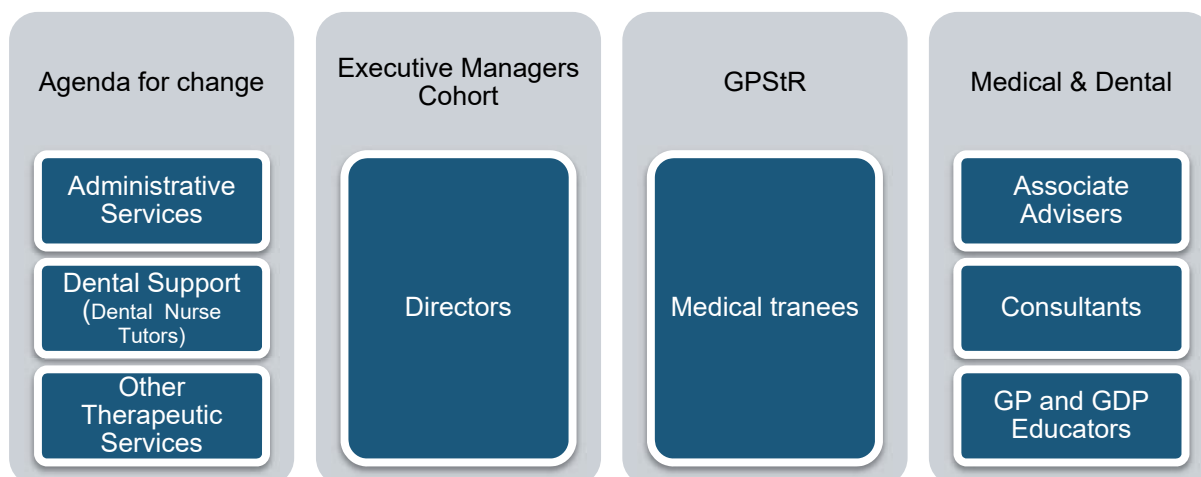 Agenda for change
Administrative
Services
Dental Support
(Dental Nurse
Tutors)
Other
Therapeutic
Services
Executive Managers
Cohort
Directors
GPStR
Medical tranees
Medical & Dental
Associate
Advisers
Consultants
GP and GDP
Educators